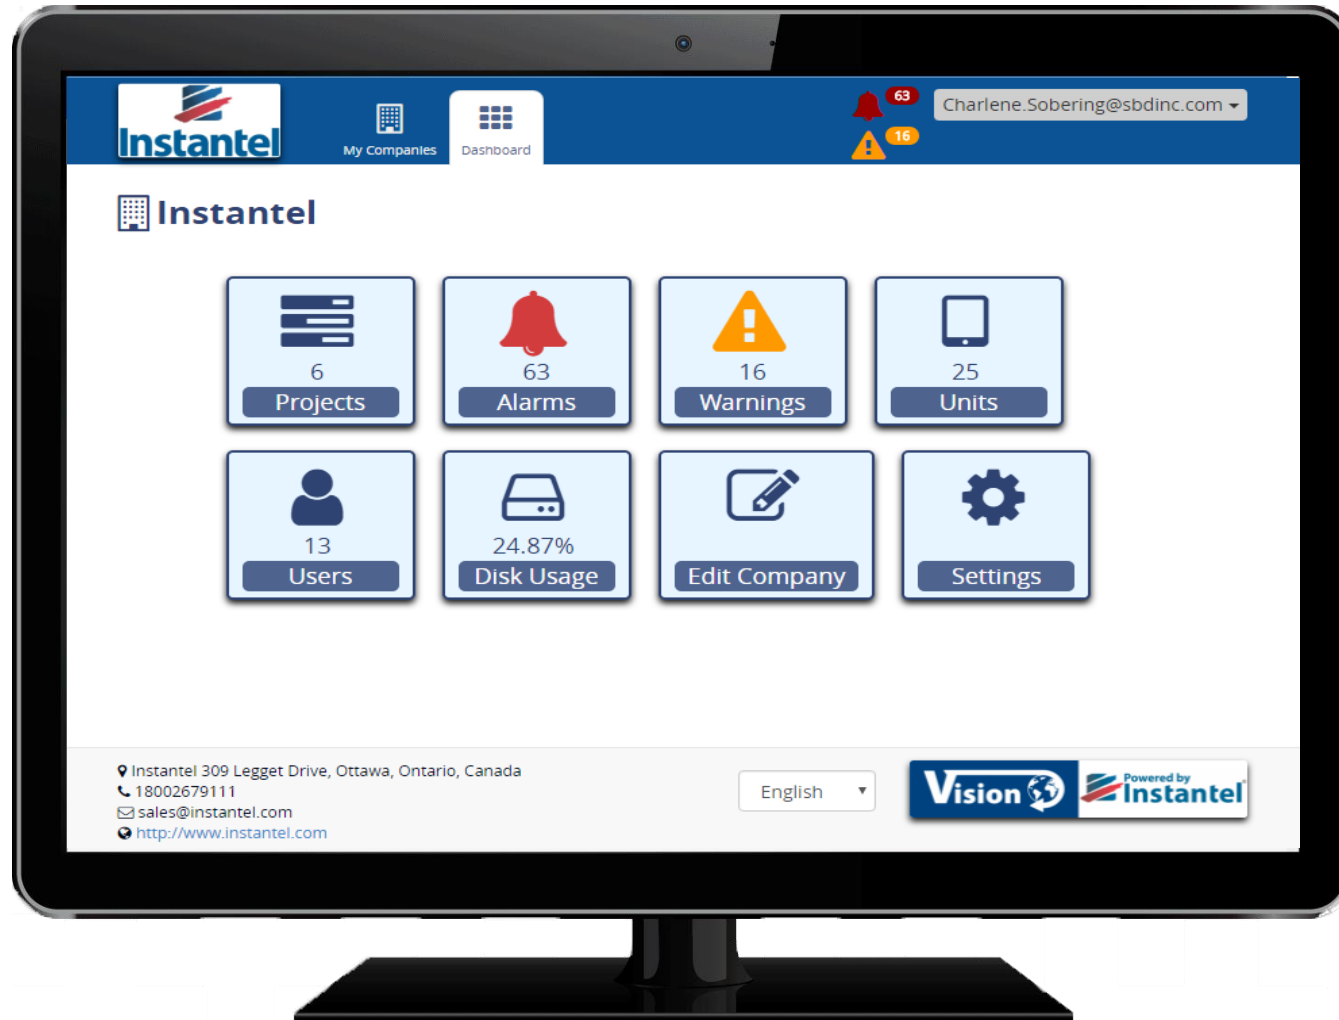 Instantel
My Companies
Dashboard
63
16
Charlene.Sobering@sbdinc.com
Instantel
6
Projects
63
Alarms
16
Warnings
25
Units
13
Users
24.87%
Disk Usage
Edit Company
Settings
Instantel 309 Legget Drive, Ottawa, Ontario, Canada
18002679111
sales@instantel.com
http://www.instantel.com
English
Vision
Powered by
Instantel